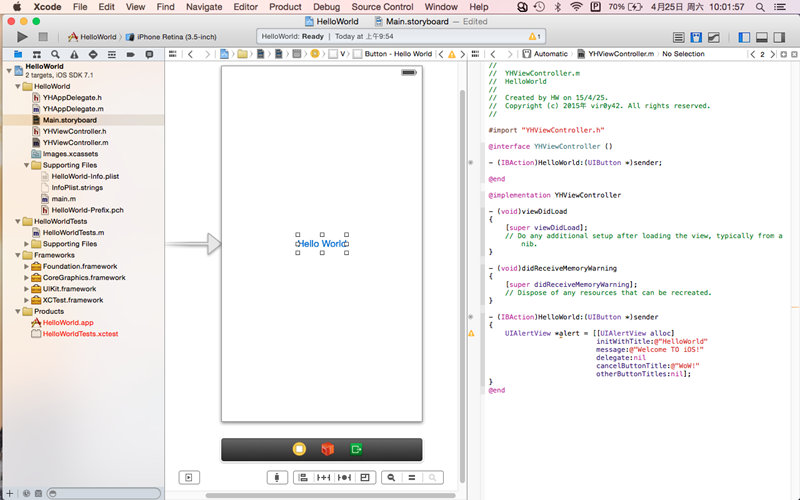 Xcode File Edit View Find Navigate Editor Product Debug Source Control Window Help 70% 4月25日 周六 10:01:57
HelloWorld Main.storyboard — Edited
HelloWorld iPhone Retina (3.5-inch) HelloWorld: Ready | Today at 上午9:54 1
V Button - Hello World Automatic YHViewController.m No Selection 2
HelloWorld
2 targets, iOS SDK 7.1
HelloWorld
YHAppDelegate.h
YHAppDelegate.m
Main.storyboard
YHViewController.h
YHViewController.m
Images.xcassets
Supporting Files
HelloWorld-Info.plist
InfoPlist.strings
main.m
HelloWorld-Prefix.pch
HelloWorldTests
HelloWorldTests.m
Supporting Files
Frameworks
Foundation.framework
CoreGraphics.framework
UIKit.framework
XCTest.framework
Products
HelloWorld.app
HelloWorldTests.xctest
Hello World
//
// YHViewController.m
// HelloWorld
//
// Created by HW on 15/4/25.
// Copyright (c) 2015年 vir0y42. All rights reserved.
//
#import "YHViewController.h"
@interface YHViewController ()
- (IBAction)HelloWorld:(UIButton *)sender;
@end
@implementation YHViewController
- (void)viewDidLoad
{
[super viewDidLoad];
// Do any additional setup after loading the view, typically from a
nib.
}
- (void)didReceiveMemoryWarning
{
[super didReceiveMemoryWarning];
// Dispose of any resources that can be recreated.
}
- (IBAction)HelloWorld:(UIButton *)sender
{
UIAlertView *alert = [[UIAlertView alloc]
initWithTitle:@"HelloWorld"
message:@"Welcome TO iOS!"
delegate:nil
cancelButtonTitle:@"WoW!"
otherButtonTitles:nil];
}
@end